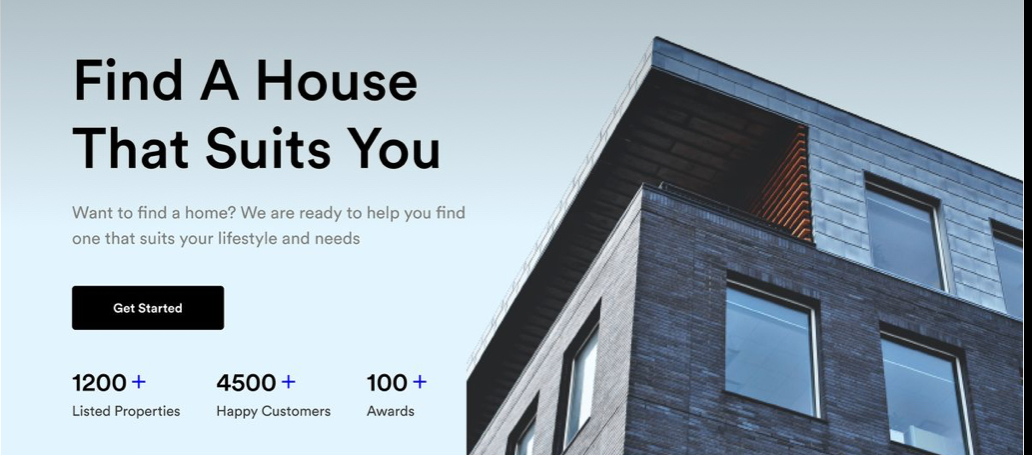 Find A House
That Suits You
Want to find a home? We are ready to help you find
one that suits your lifestyle and needs
Get Started
1200 + 4500 + 100 +
Listed Properties Happy Customers Awards